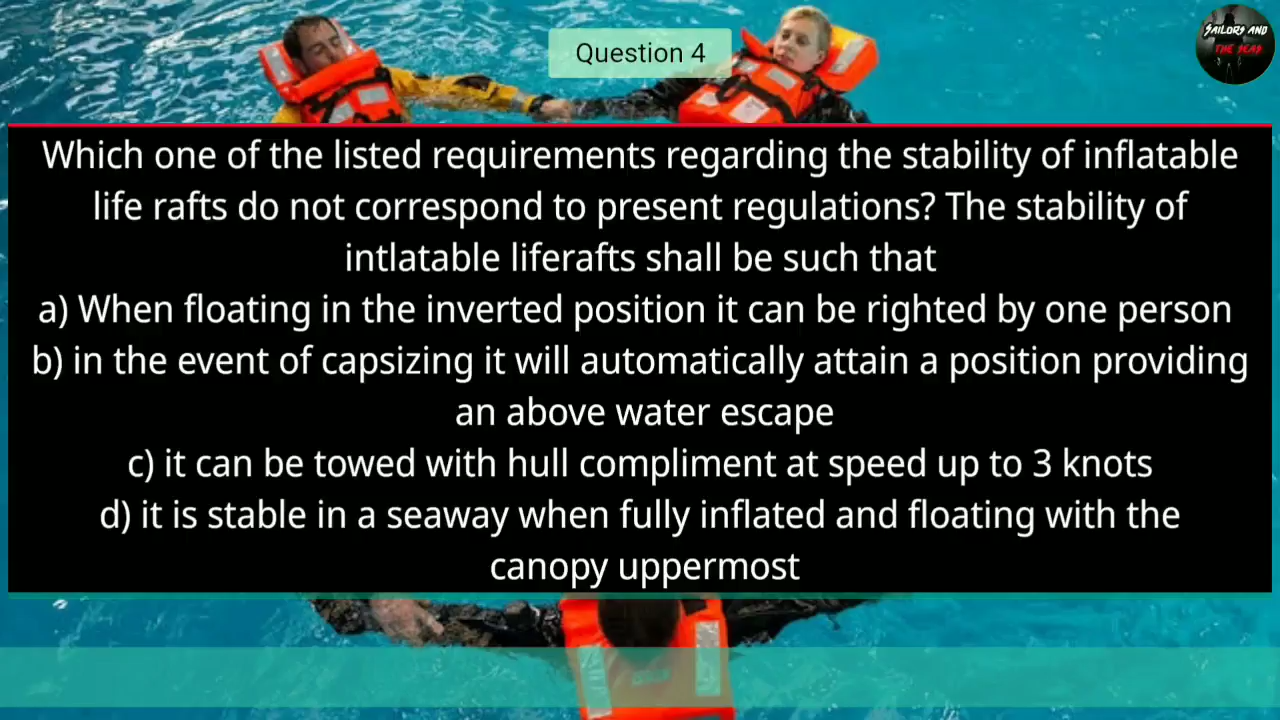 Question 4
SAILORS AND
THE SEAS
Which one of the listed requirements regarding the stability of inflatable
life rafts do not correspond to present regulations? The stability of
intlatable liferafts shall be such that
a) When floating in the inverted position it can be righted by one person
b) in the event of capsizing it will automatically attain a position providing
an above water escape
c) it can be towed with hull compliment at speed up to 3 knots
d) it is stable in a seaway when fully inflated and floating with the
canopy uppermost